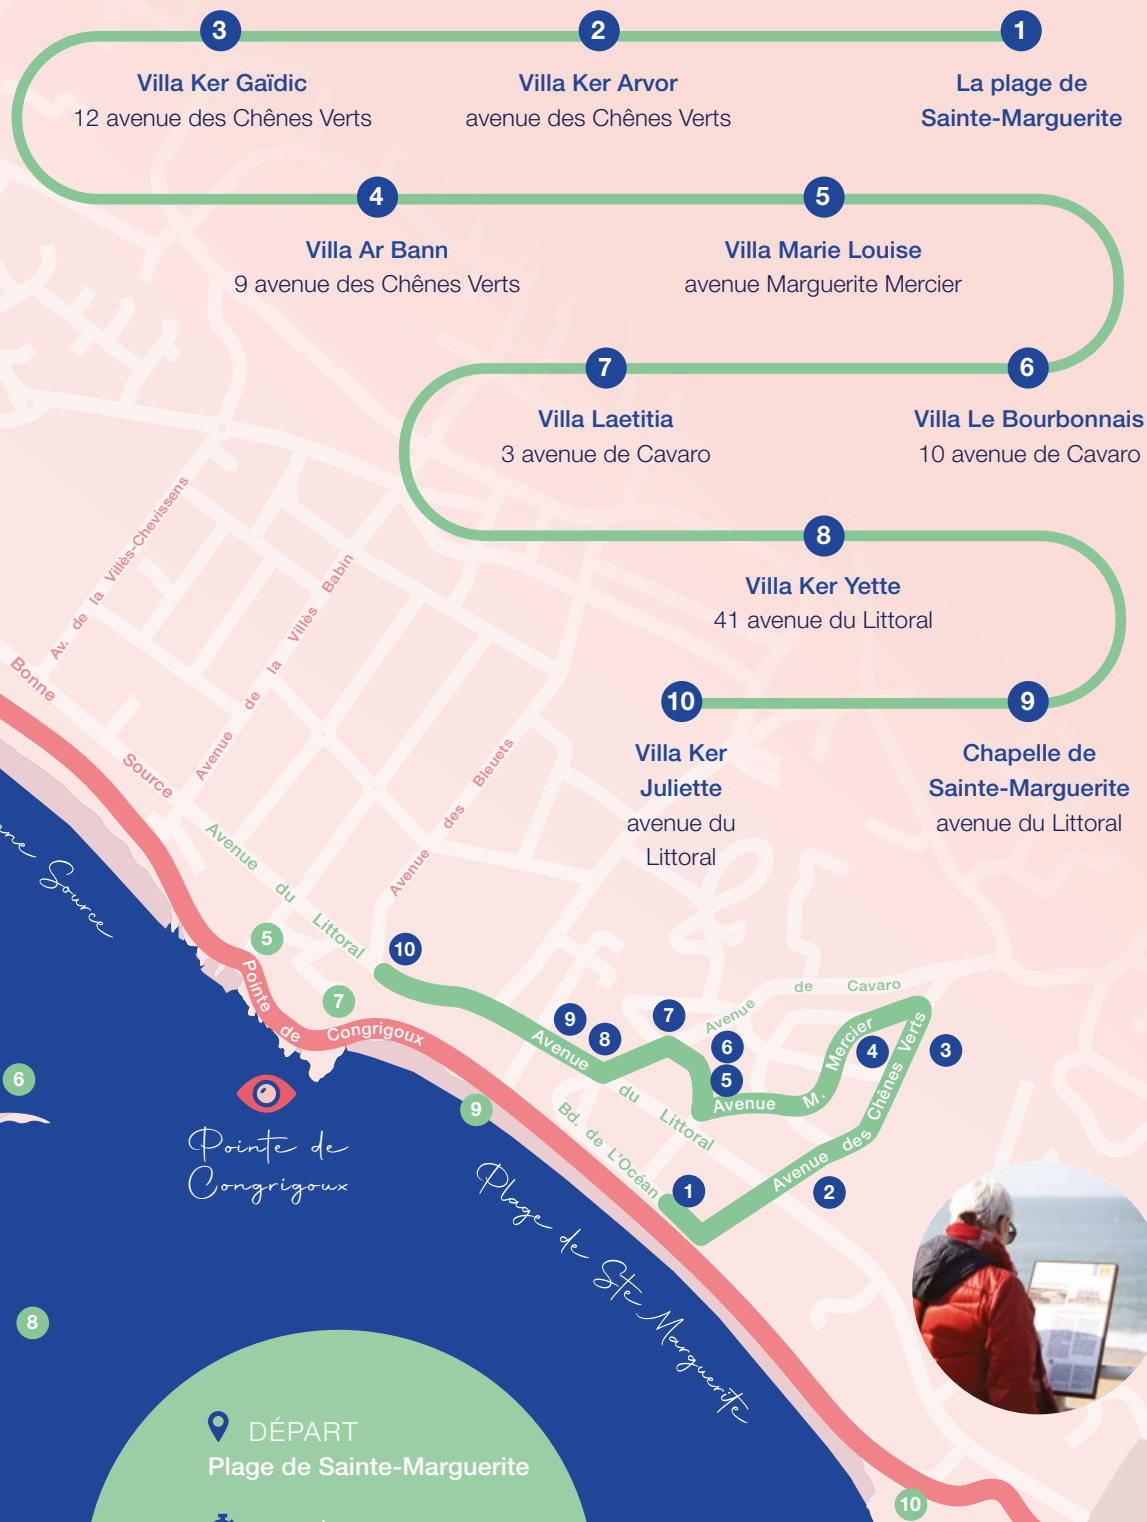 3
2
1
Villa Ker Gaïdic
12 avenue des Chênes Verts
Villa Ker Arvor
avenue des Chênes Verts
La plage de
Sainte-Marguerite
4
5
Villa Ar Bann
9 avenue des Chênes Verts
Villa Marie Louise
avenue Marguerite Mercier
7
6
Villa Laetitia
3 avenue de Cavaro
Villa Le Bourbonnais
10 avenue de Cavaro
8
Villa Ker Yette
41 avenue du Littoral
10
9
Villa Ker
Juliette
avenue du
Littoral
Chapelle de
Sainte-Marguerite
avenue du Littoral
Av. de la Villès-Chevissens
Avenue de la Villès Babin
Avenue des Bleuets
Bonne Source
Source
Avenue du Littoral
5
7
10
Pointe de Congrigoux
9
8
7
6
5
4
3
Avenue de Cavaro
Avenue du Littoral
Avenue M. Mercier
Avenue des Chênes Verts
Bd. de L'Océan
1
2
6
9
Pointe de
Congrigoux
Plage de Ste Marguerite
8
DÉPART
Plage de Sainte-Marguerite
10